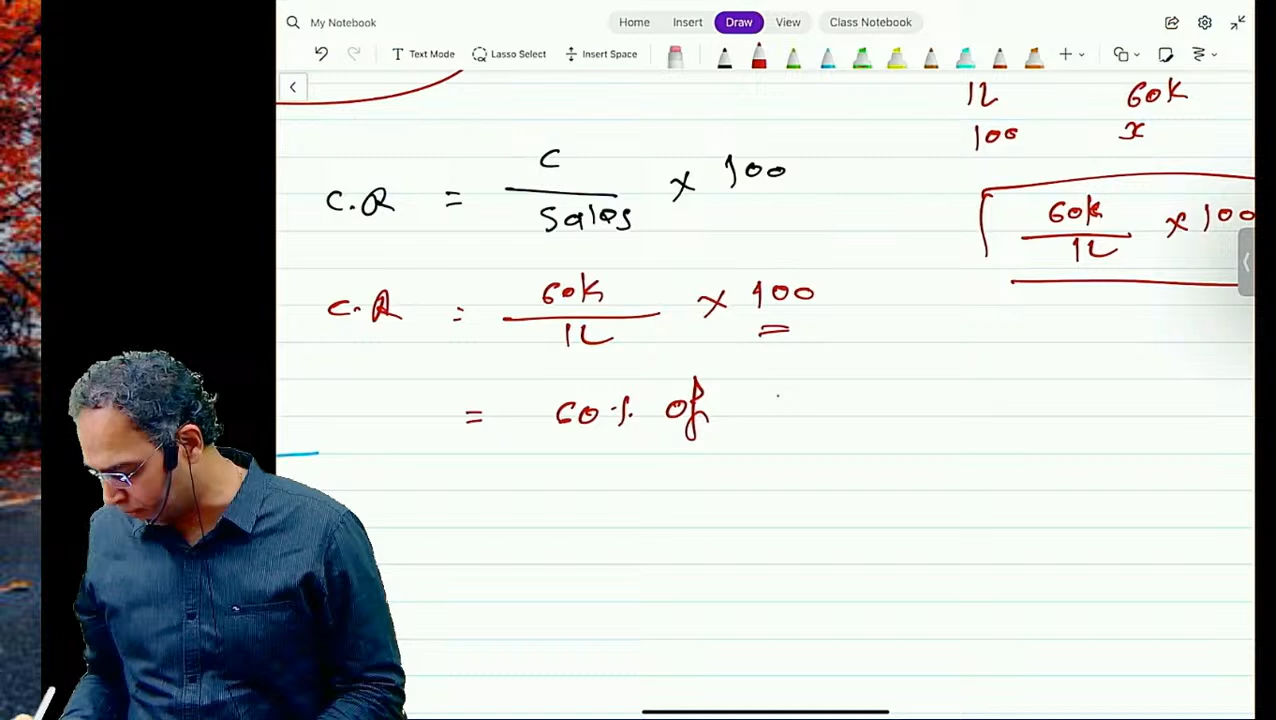 My Notebook
Home Insert Draw View Class Notebook
Text Mode Lasso Select Insert Space
1L 60k
100 x
C.R = C / Sales × 100
60k / 1L × 100
C.R = 60k / 1L × 100
= 60% of